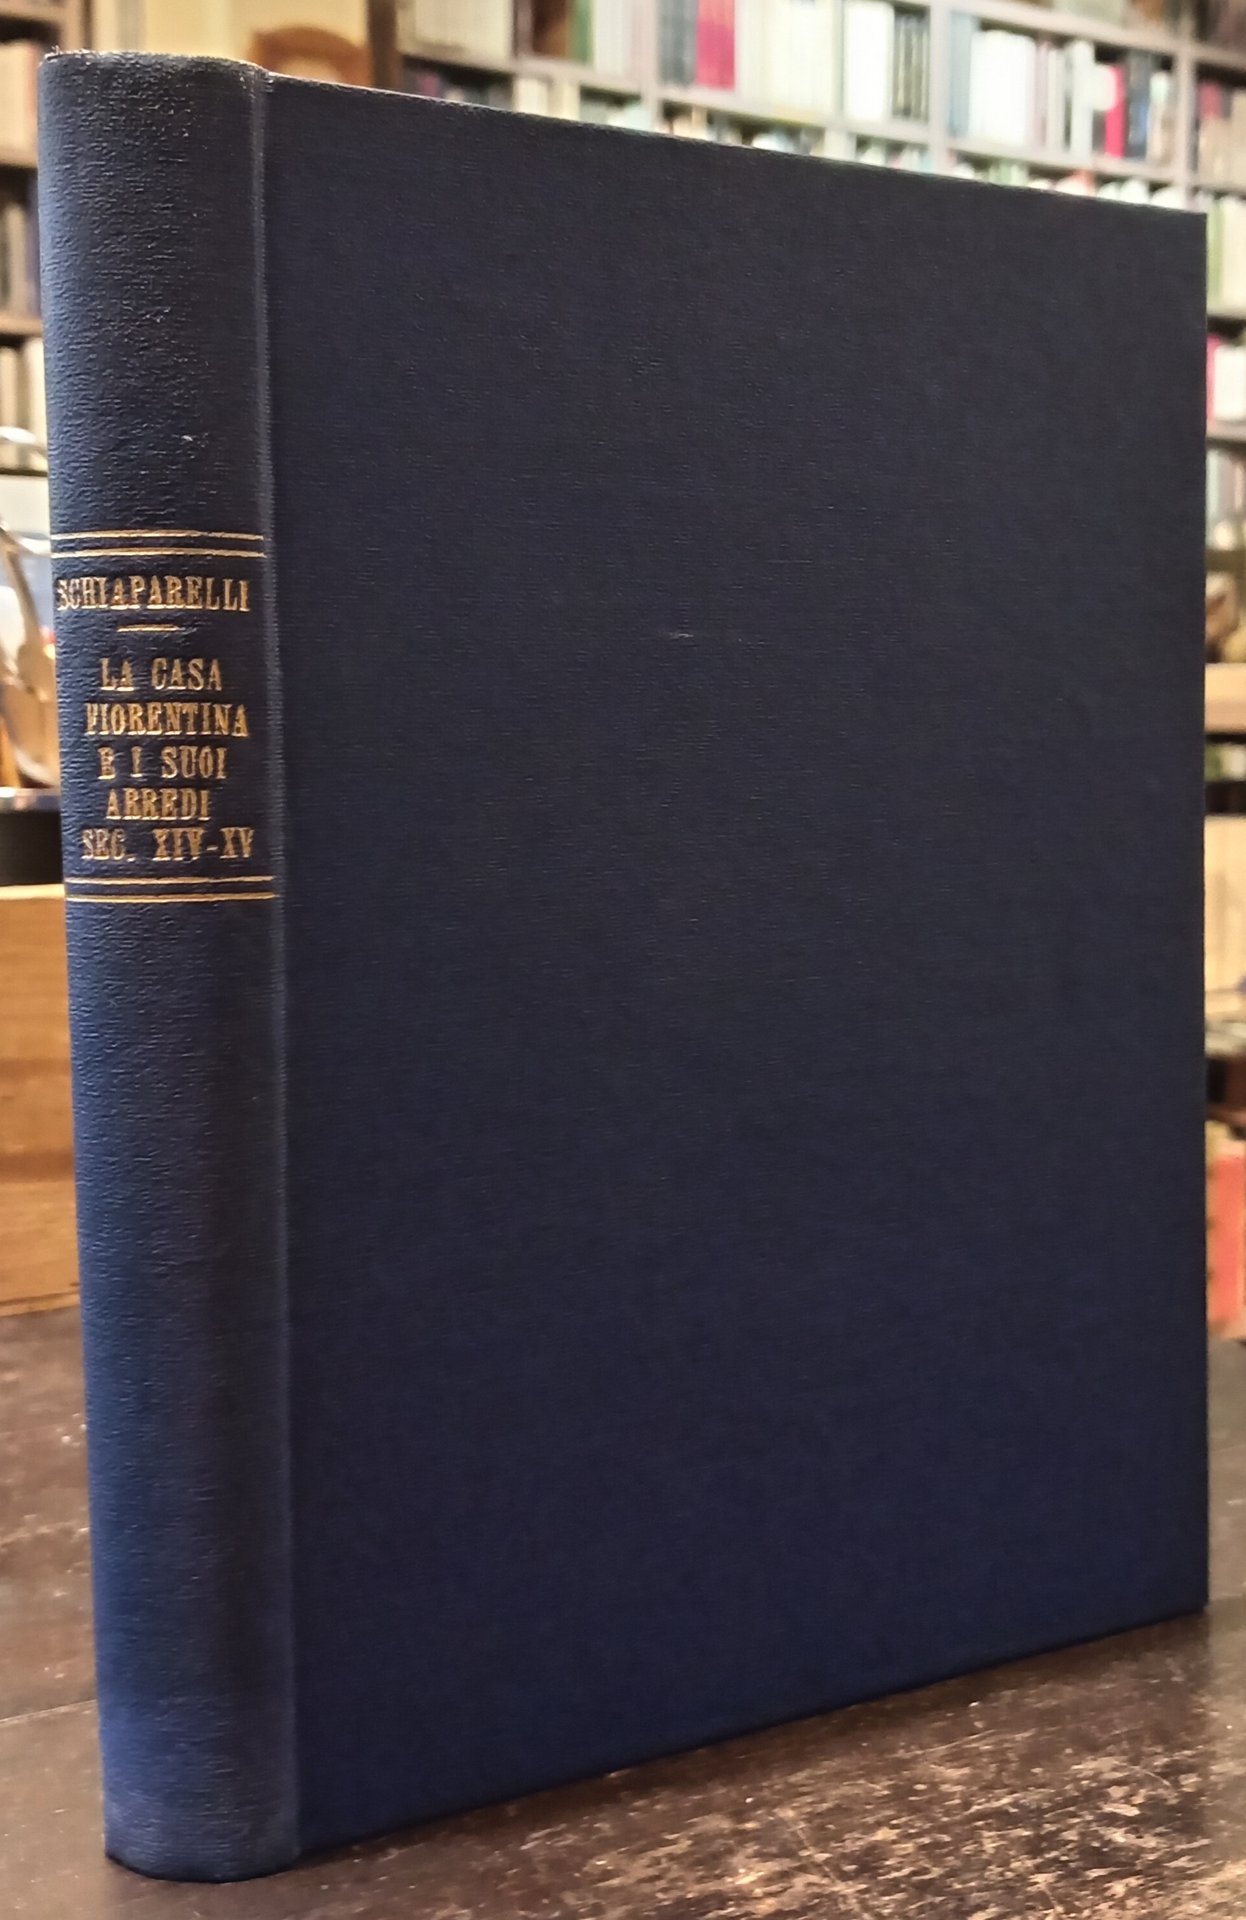 SCHIAPARELLI
LA CASA
FIORENTINA
E I SUOI
ARREDI
SEC. XIV-XV